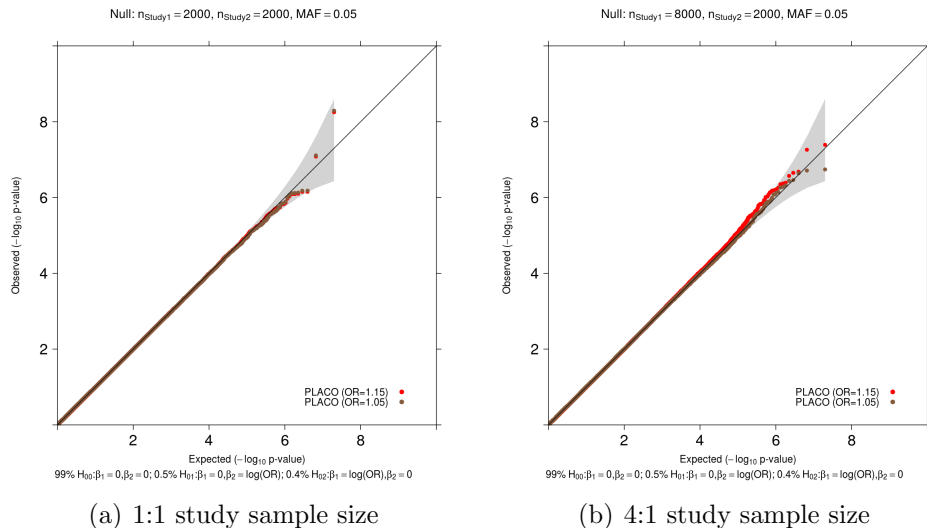 Null: nStudy1 = 2000, nStudy2 = 2000, MAF = 0.05
Observed (−log10 p-value)
8
6
4
2
PLACO (OR=1.15)
PLACO (OR=1.05)
2 4 6 8
Expected (−log10 p-value)
99% H00:β1 = 0,β2 = 0; 0.5% H01:β1 = 0,β2 = log(OR); 0.4% H02:β1 = log(OR),β2 = 0
(a) 1:1 study sample size
Null: nStudy1 = 8000, nStudy2 = 2000, MAF = 0.05
Observed (−log10 p-value)
8
6
4
2
PLACO (OR=1.15)
PLACO (OR=1.05)
2 4 6 8
Expected (−log10 p-value)
99% H00:β1 = 0,β2 = 0; 0.5% H01:β1 = 0,β2 = log(OR); 0.4% H02:β1 = log(OR),β2 = 0
(b) 4:1 study sample size